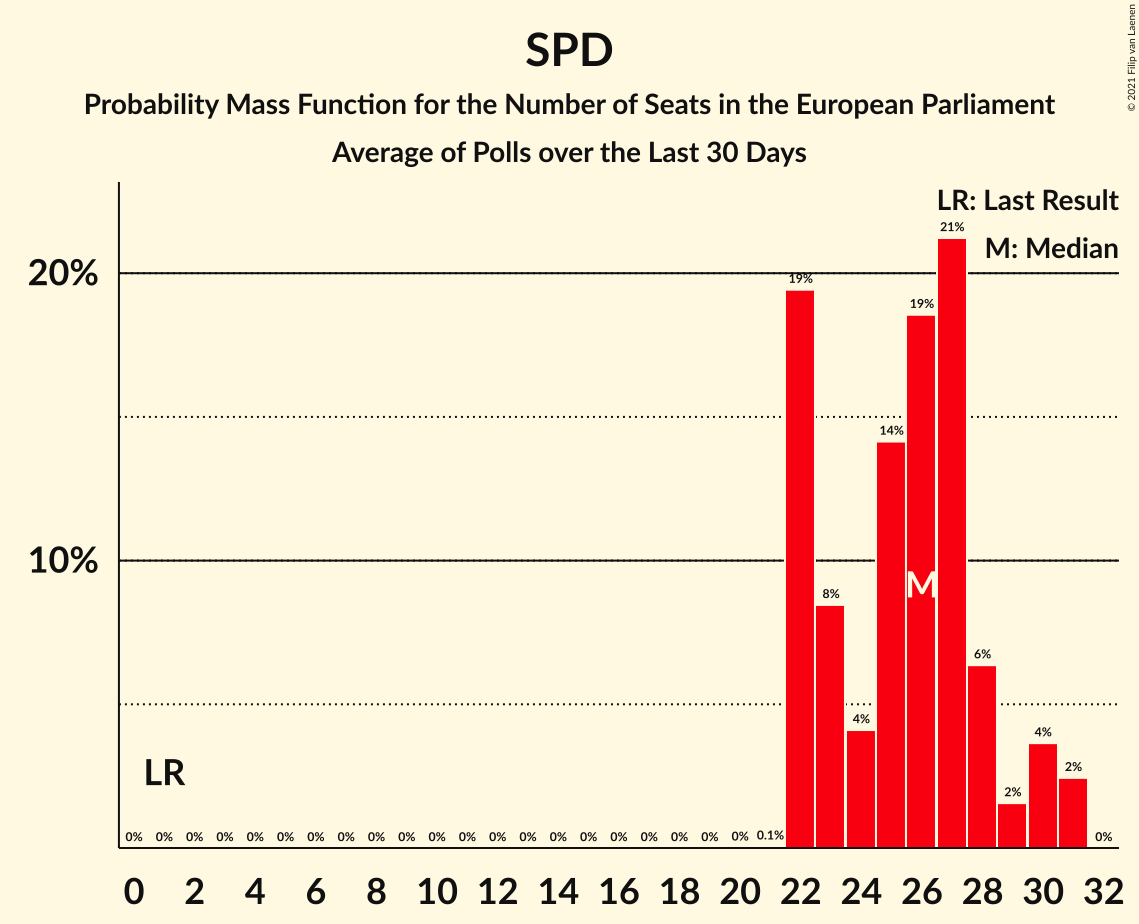 SPD
Probability Mass Function for the Number of Seats in the European Parliament
Average of Polls over the Last 30 Days
© 2021 Filip van Laenen
LR: Last Result
M: Median
20%
10%
21%
19%
19%
14%
8%
6%
4%
4%
2%
2%
M
LR
0% 0% 0% 0% 0% 0% 0% 0% 0% 0% 0% 0% 0% 0% 0% 0% 0% 0% 0% 0% 0% 0.1% 0%
0 2 4 6 8 10 12 14 16 18 20 22 24 26 28 30 32